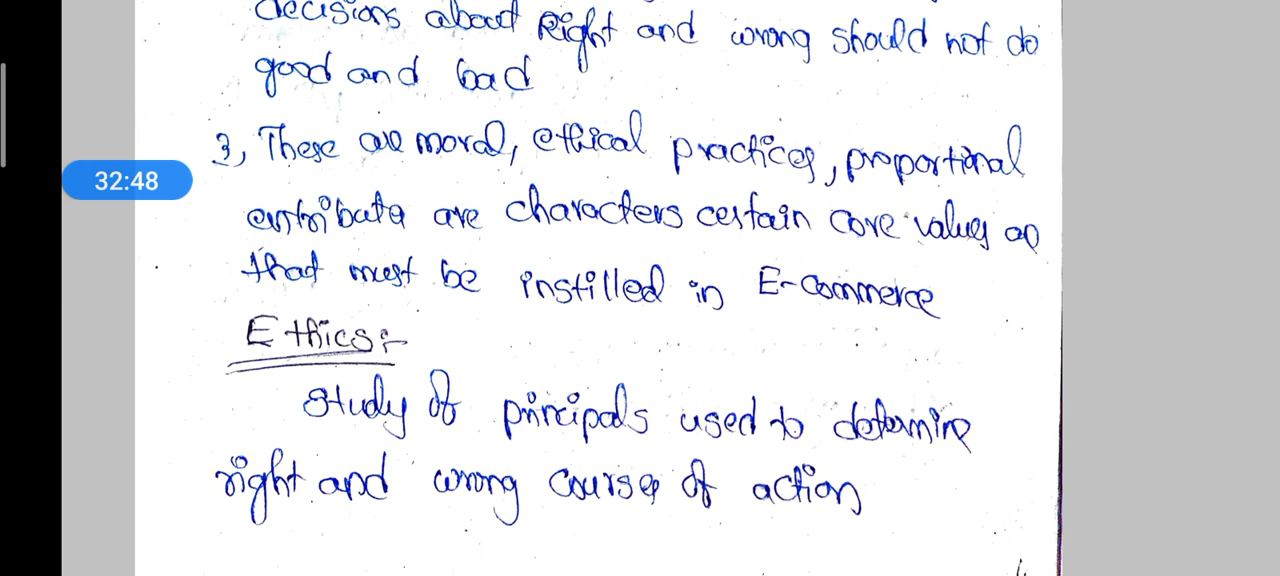 decisions about Right and wrong should not do
good and bad
3, These are moral, ethical practices, proportional
are characters certain core values
that must be instilled in E-Commerce
32:48
Ethics:-
study of principals used to determine
right and wrong courses of action